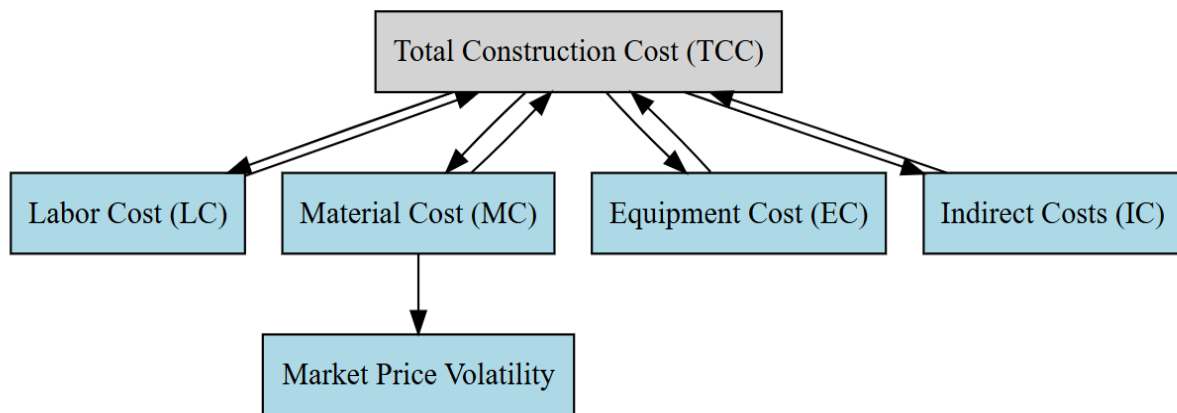 Total Construction Cost (TCC)
Labor Cost (LC)
Material Cost (MC)
Equipment Cost (EC)
Indirect Costs (IC)
Market Price Volatility